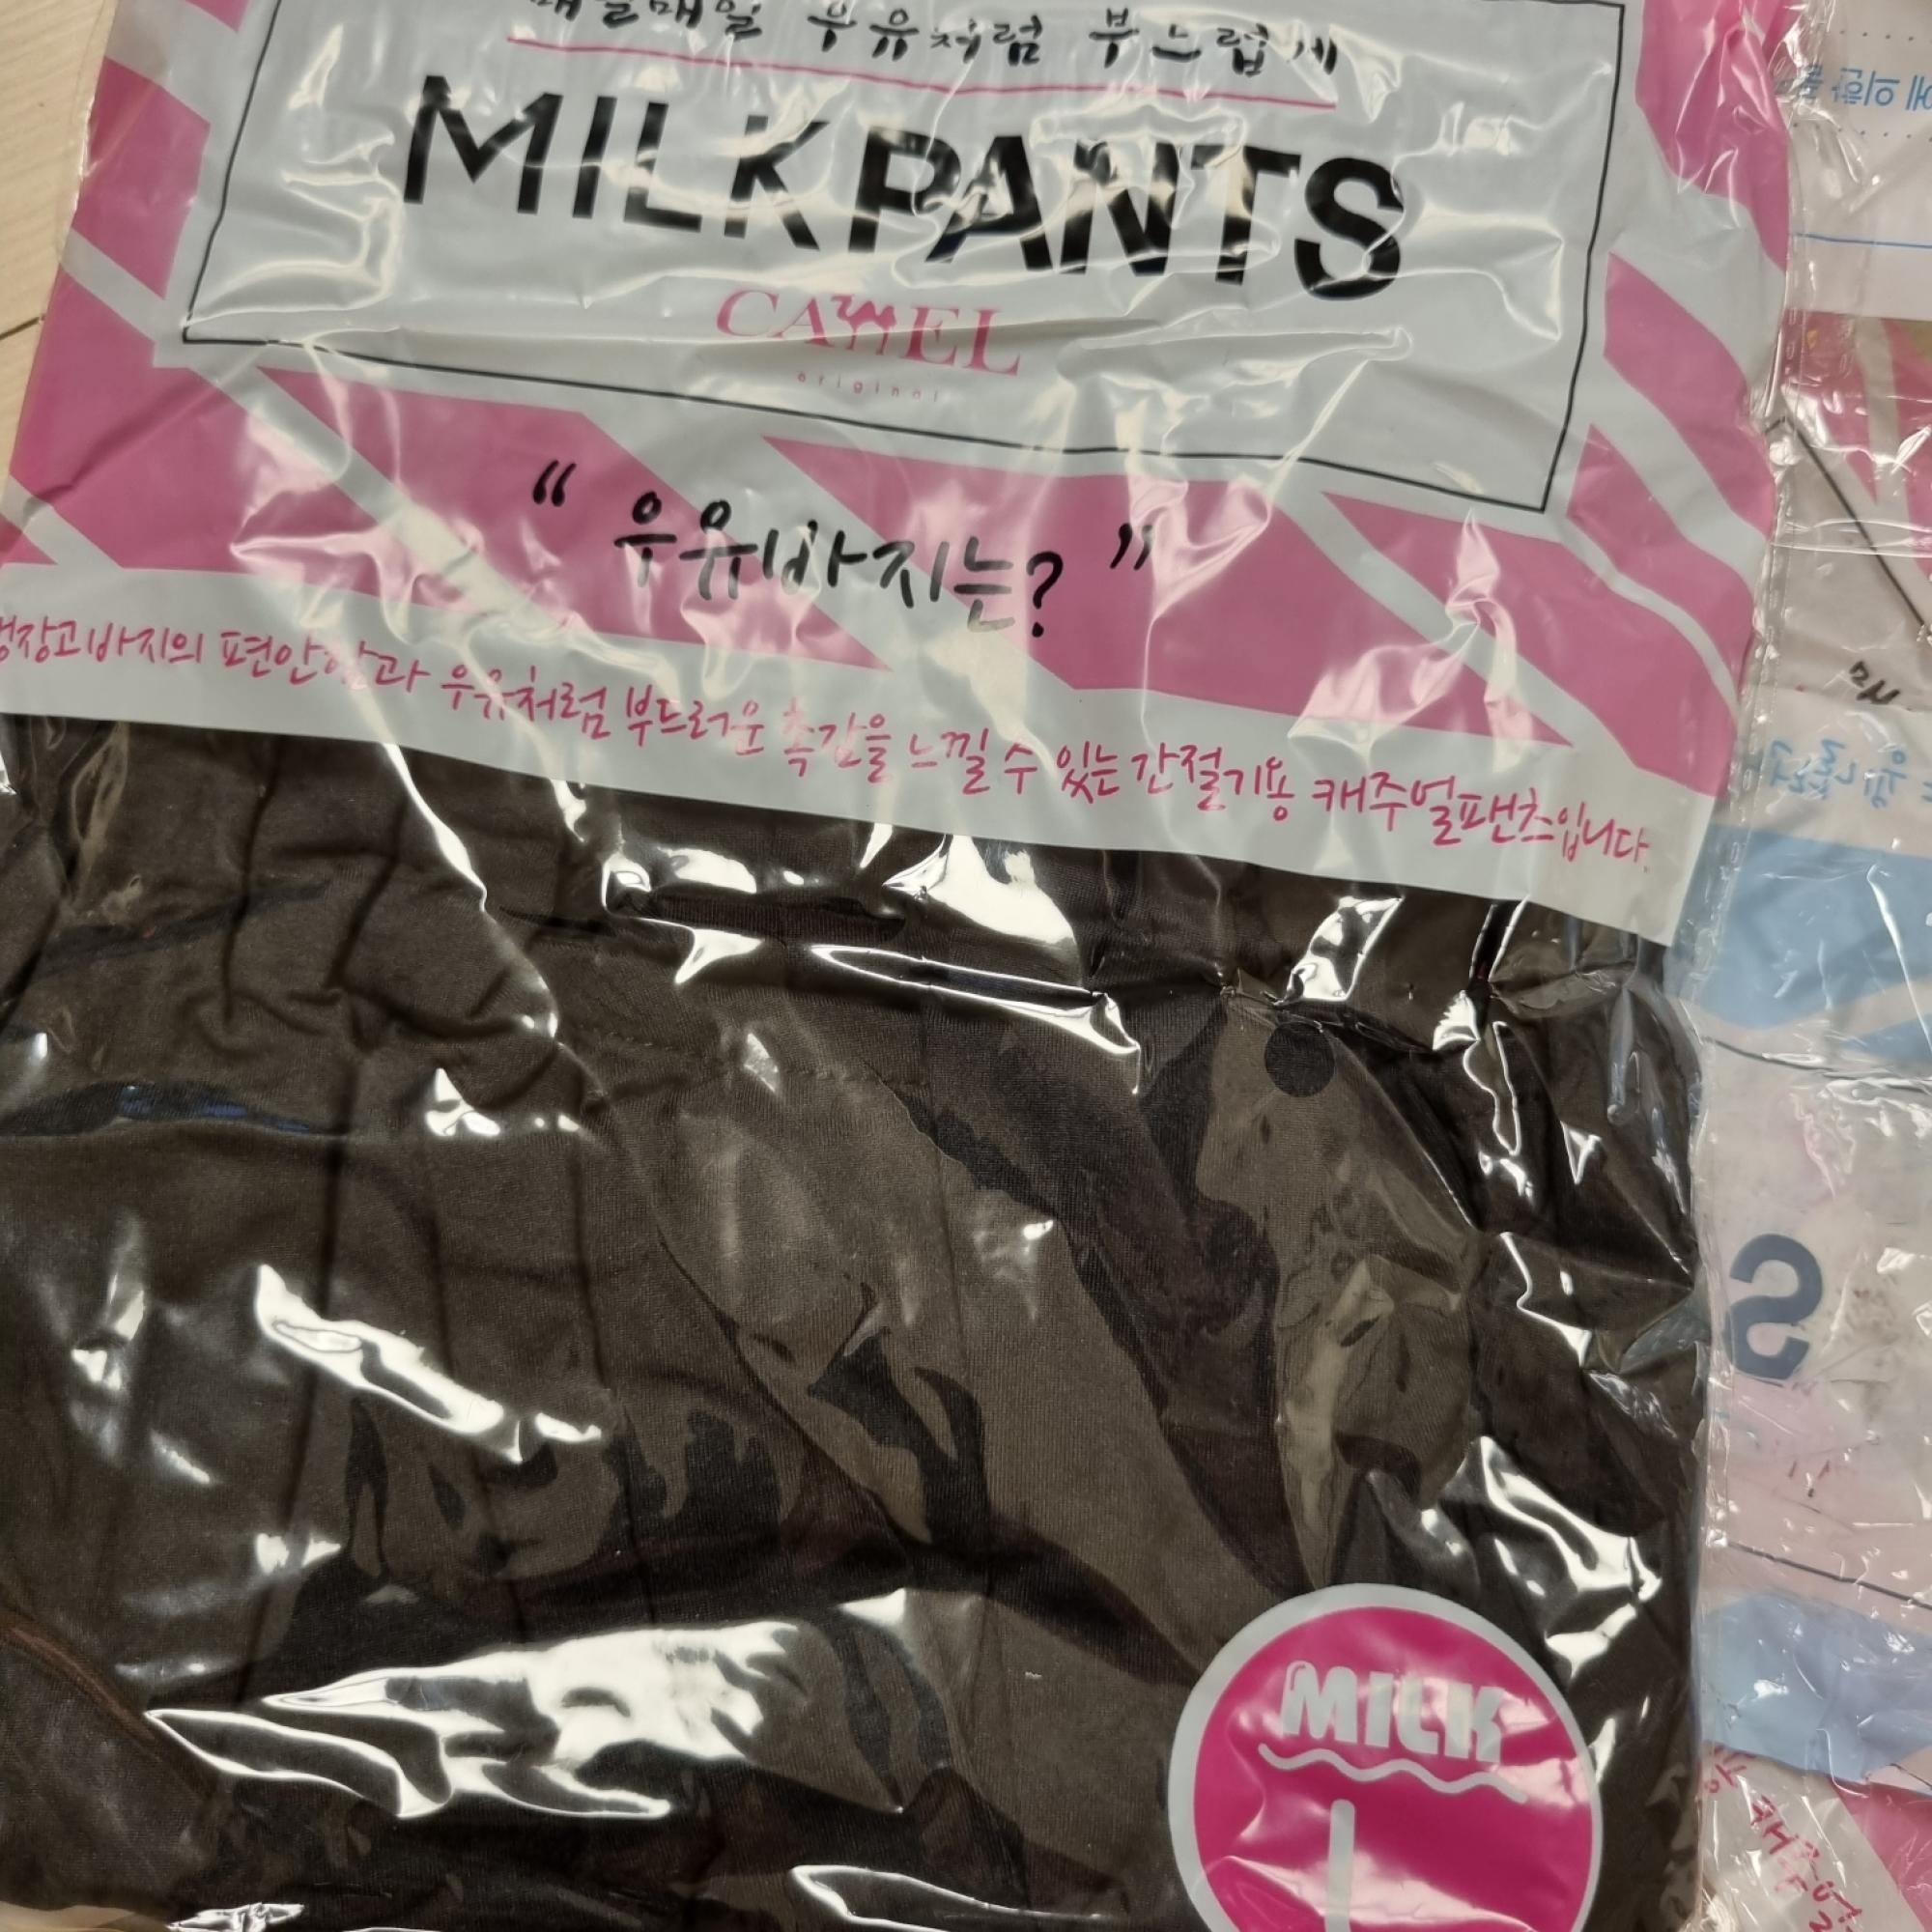 매일매일 우유처럼 부드럽게
MILKPANTS
CAMEL
original
“ 우유바지는? ”
냉장고바지의 편안함과 우유처럼 부드러운 촉감을 느낄 수 있는 간절기용 캐주얼팬츠입니다.
MILK
L
S
캐주얼